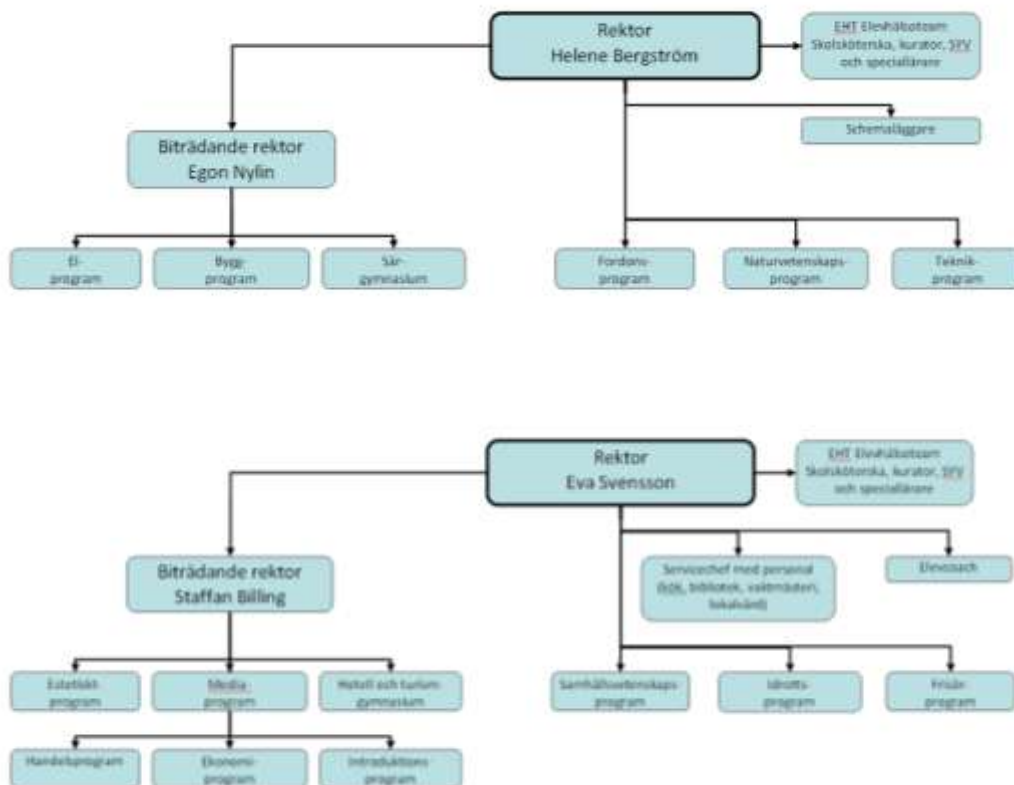 Rektor
Helene Bergström
EHT Elevhälsoteam
Skolsköterska, kurator, SYV
och speciallärare
Schemaläggare
Biträdande rektor
Egon Nylin
El-
program
Bygg-
program
Sär-
gymnasium
Fordons-
program
Naturvetenskaps-
program
Teknik-
program
Rektor
Eva Svensson
EHT Elevhälsoteam
Skolsköterska, kurator, SYV
och speciallärare
Biträdande rektor
Staffan Billing
Servicechef med personal
(kök, bibliotek, vaktmästeri,
lokalvård)
Elevcoach
Estetiskt-
program
Media-
program
Hotell och turism
gymnasium
Samhällsvetenskaps-
program
Idrotts-
program
Frisör-
program
Handelsprogram
Ekonomi-
program
Introduktions-
program